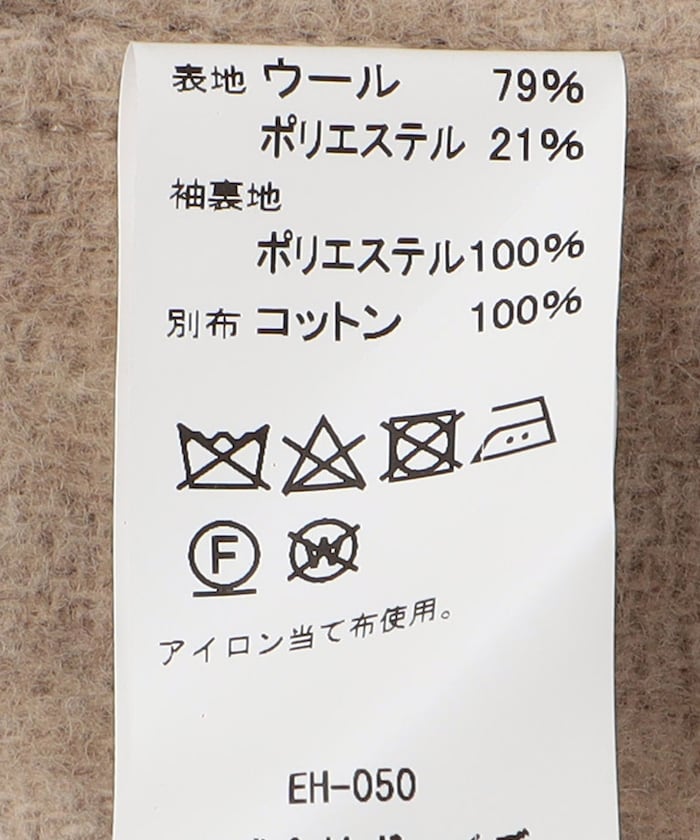 表地 ウール 79%
ポリエステル 21%
袖裏地
ポリエステル100%
別布 コットン 100%
F
W
アイロン当て布使用。
EH-050